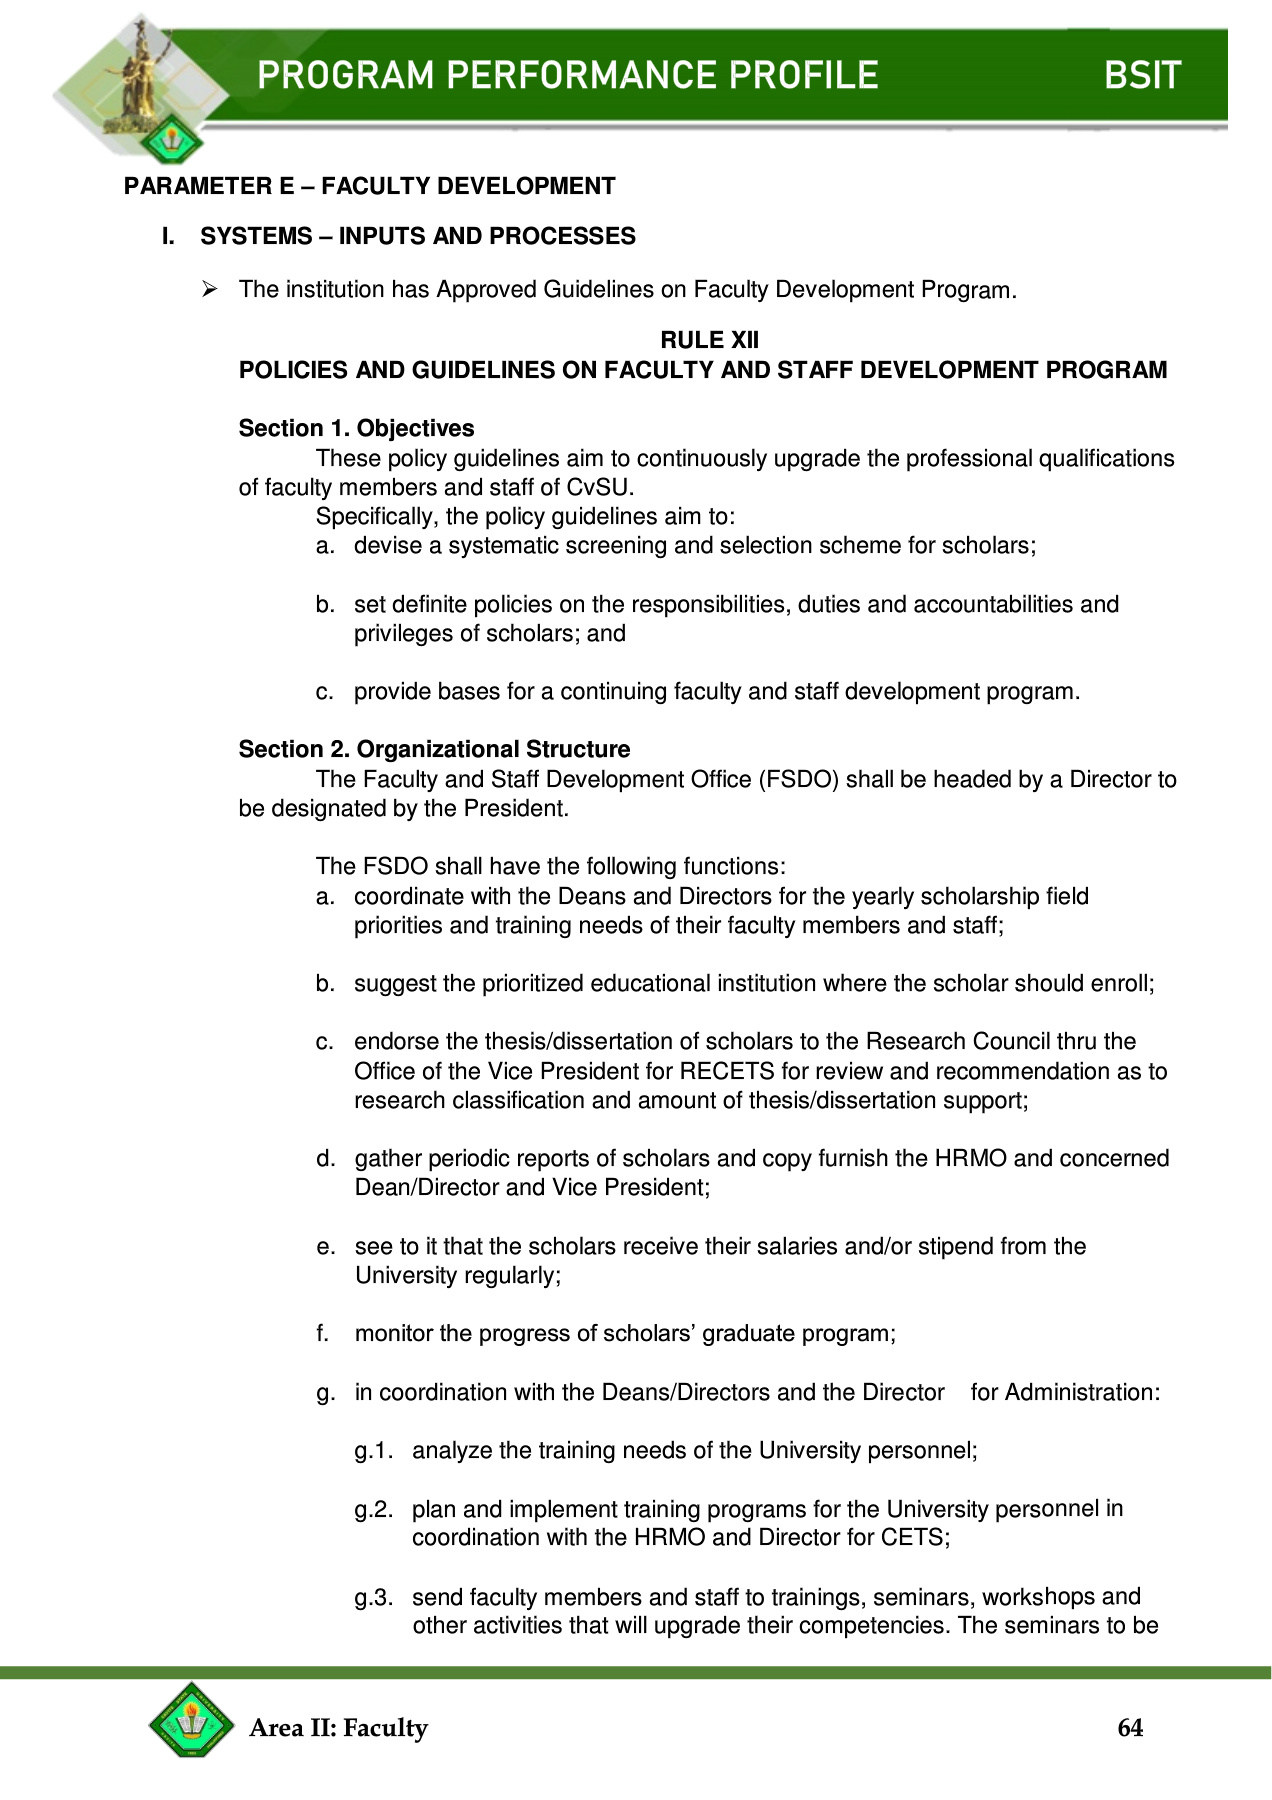 PROGRAM PERFORMANCE PROFILE BSIT
PARAMETER E – FACULTY DEVELOPMENT
I. SYSTEMS – INPUTS AND PROCESSES
➢ The institution has Approved Guidelines on Faculty Development Program.
RULE XII
POLICIES AND GUIDELINES ON FACULTY AND STAFF DEVELOPMENT PROGRAM
Section 1. Objectives
These policy guidelines aim to continuously upgrade the professional qualifications
of faculty members and staff of CvSU.
Specifically, the policy guidelines aim to:
a. devise a systematic screening and selection scheme for scholars;
b. set definite policies on the responsibilities, duties and accountabilities and
privileges of scholars; and
c. provide bases for a continuing faculty and staff development program.
Section 2. Organizational Structure
The Faculty and Staff Development Office (FSDO) shall be headed by a Director to
be designated by the President.
The FSDO shall have the following functions:
a. coordinate with the Deans and Directors for the yearly scholarship field
priorities and training needs of their faculty members and staff;
b. suggest the prioritized educational institution where the scholar should enroll;
c. endorse the thesis/dissertation of scholars to the Research Council thru the
Office of the Vice President for RECETS for review and recommendation as to
research classification and amount of thesis/dissertation support;
d. gather periodic reports of scholars and copy furnish the HRMO and concerned
Dean/Director and Vice President;
e. see to it that the scholars receive their salaries and/or stipend from the
University regularly;
f. monitor the progress of scholars’ graduate program;
g. in coordination with the Deans/Directors and the Director for Administration:
g.1. analyze the training needs of the University personnel;
g.2. plan and implement training programs for the University personnel in
coordination with the HRMO and Director for CETS;
g.3. send faculty members and staff to trainings, seminars, workshops and
other activities that will upgrade their competencies. The seminars to be
Area II: Faculty 64